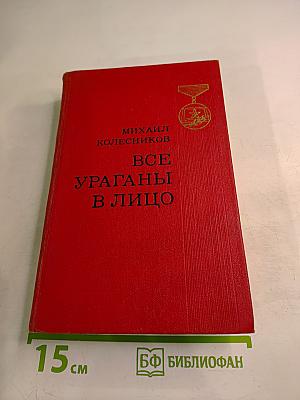 МИХАИЛ
КОЛЕСНИКОВ
ВСЕ
УРАГАНЫ
В ЛИЦО
15 см
БФ БИБЛИОФАН